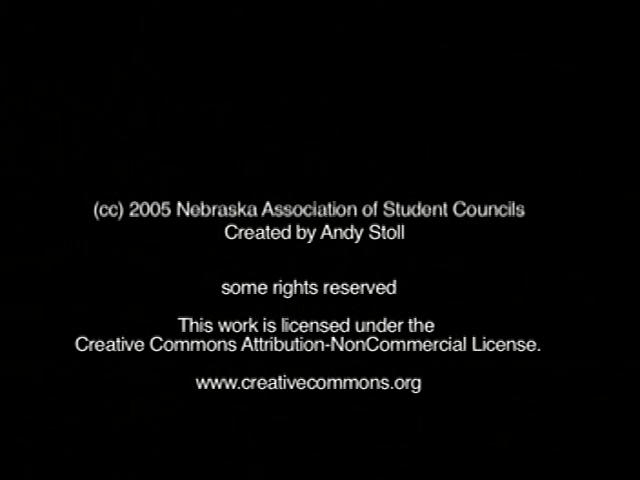 (cc) 2005 Nebraska Association of Student Councils
Created by Andy Stoll
some rights reserved
This work is licensed under the
Creative Commons Attribution-NonCommercial License.
www.creativecommons.org